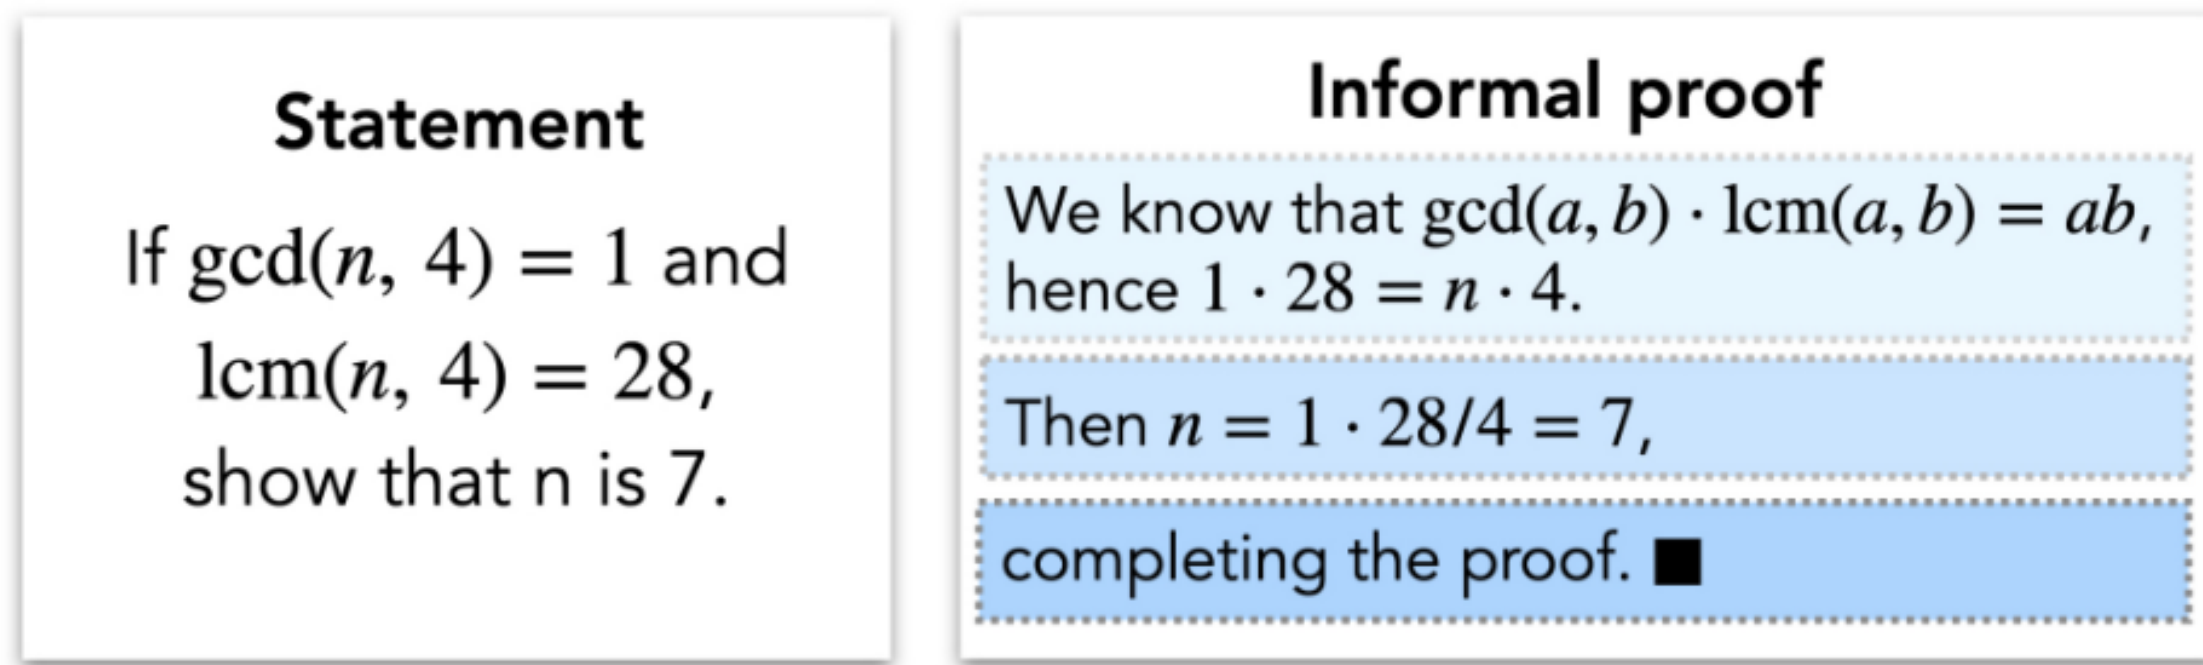 Statement
If gcd(n, 4) = 1 and
lcm(n, 4) = 28,
show that n is 7.
Informal proof
We know that gcd(a, b) · lcm(a, b) = ab,
hence 1 · 28 = n · 4.
Then n = 1 · 28/4 = 7,
completing the proof. ■